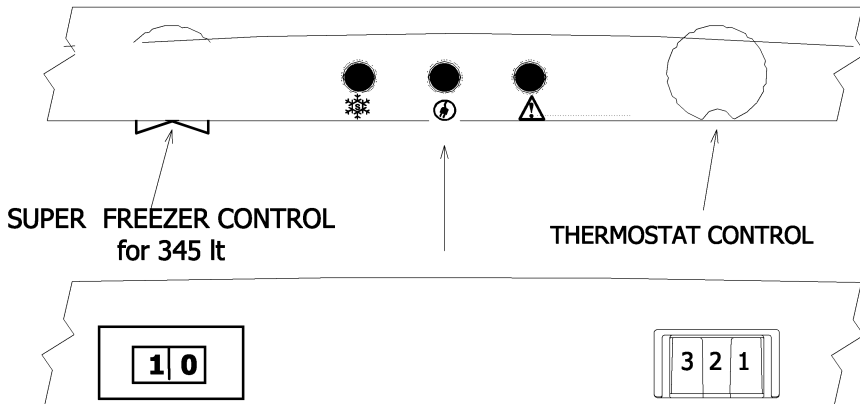 S
SUPER FREEZER CONTROL
for 345 lt
THERMOSTAT CONTROL
1 0
3 2 1